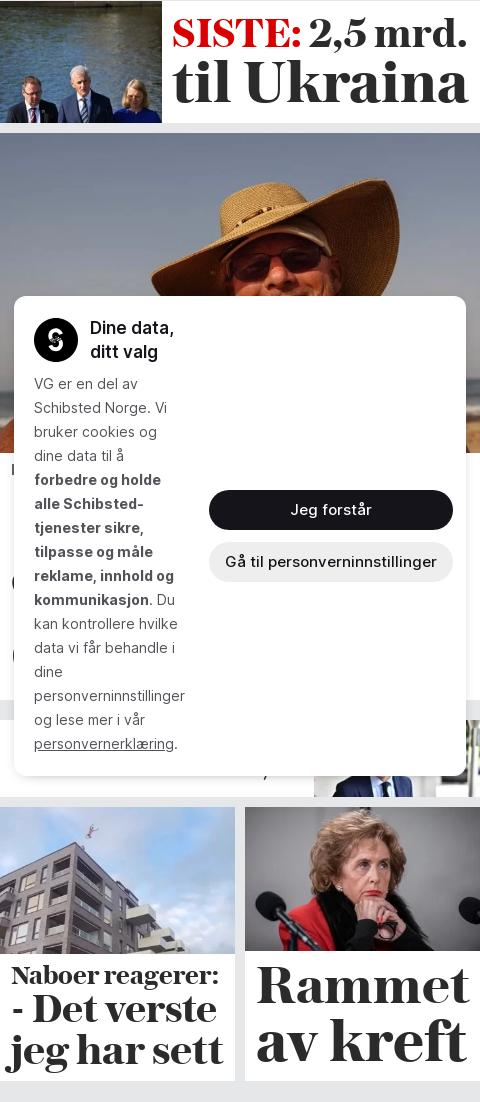 SISTE: 2,5 mrd.
til Ukraina
Dine data,
ditt valg
VG er en del av
Schibsted Norge. Vi
bruker cookies og
dine data til å
forbedre og holde
alle Schibsted-
tjenester sikre,
tilpasse og måle
reklame, innhold og
kommunikasjon. Du
kan kontrollere hvilke
data vi får behandle i
dine
personverninnstillinger
og lese mer i vår
personvernerklæring.
Jeg forstår
Gå til personverninnstillinger
Naboer reagerer:
- Det verste
jeg har sett
Rammet
av kreft